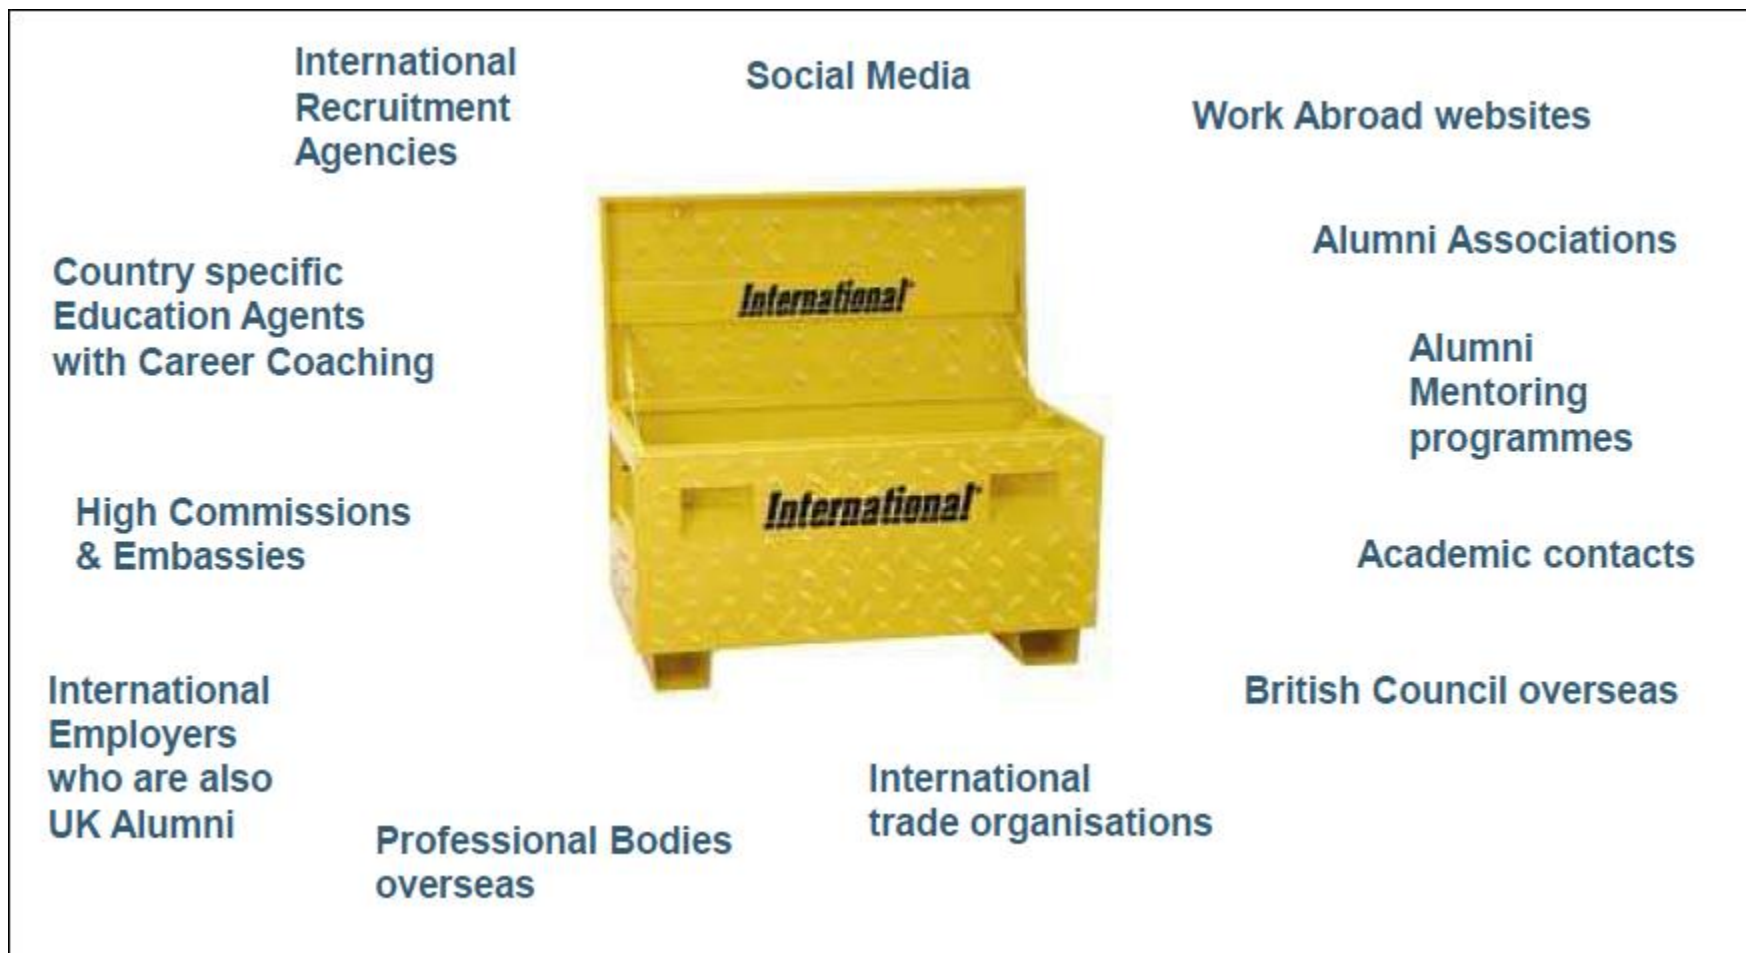 International
Recruitment
Agencies
Social Media
Work Abroad websites
Alumni Associations
Country specific
Education Agents
with Career Coaching
International
Alumni
Mentoring
programmes
High Commissions
& Embassies
International
Academic contacts
British Council overseas
International
Employers
who are also
UK Alumni
International
trade organisations
Professional Bodies
overseas